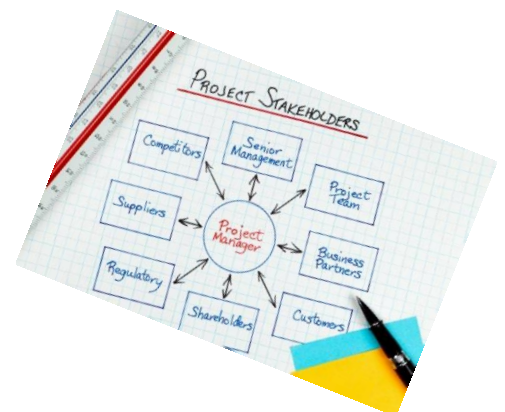 PROJECT STAKEHOLDERS
Competitors
Senior
Management
Project
Team
Suppliers
Project
Manager
Business
Partners
Regulatory
Shareholders
Customers